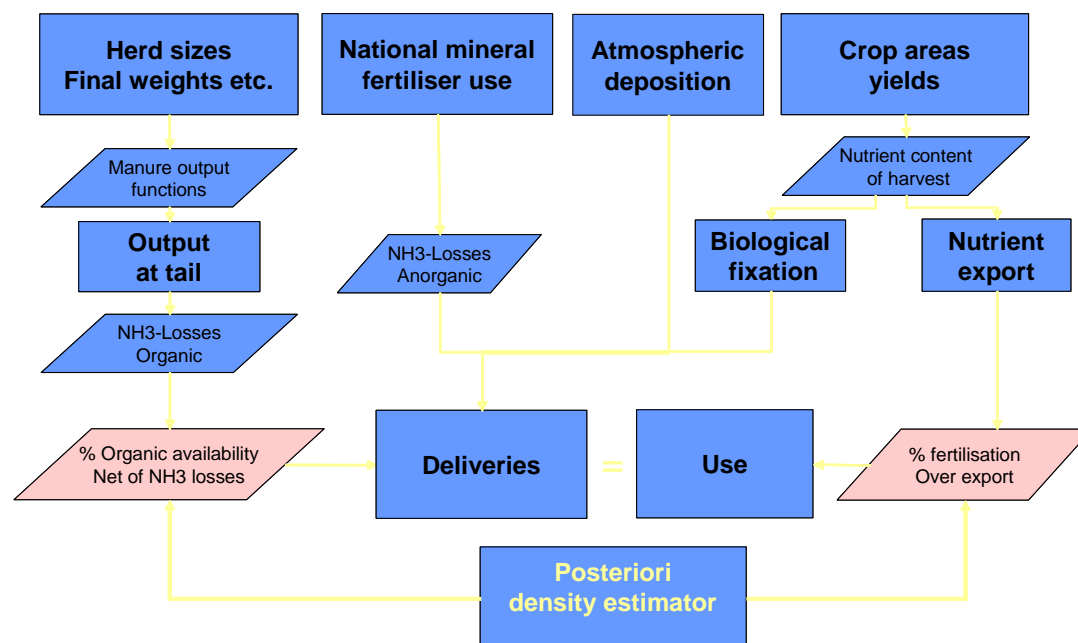 Herd sizes
Final weights etc.
National mineral
fertiliser use
Atmospheric
deposition
Crop areas
yields
Manure output
functions
Nutrient content
of harvest
Output
at tail
NH3-Losses
Anorganic
Biological
fixation
Nutrient
export
NH3-Losses
Organic
% Organic availability
Net of NH3 losses
Deliveries
=
Use
% fertilisation
Over export
Posteriori
density estimator